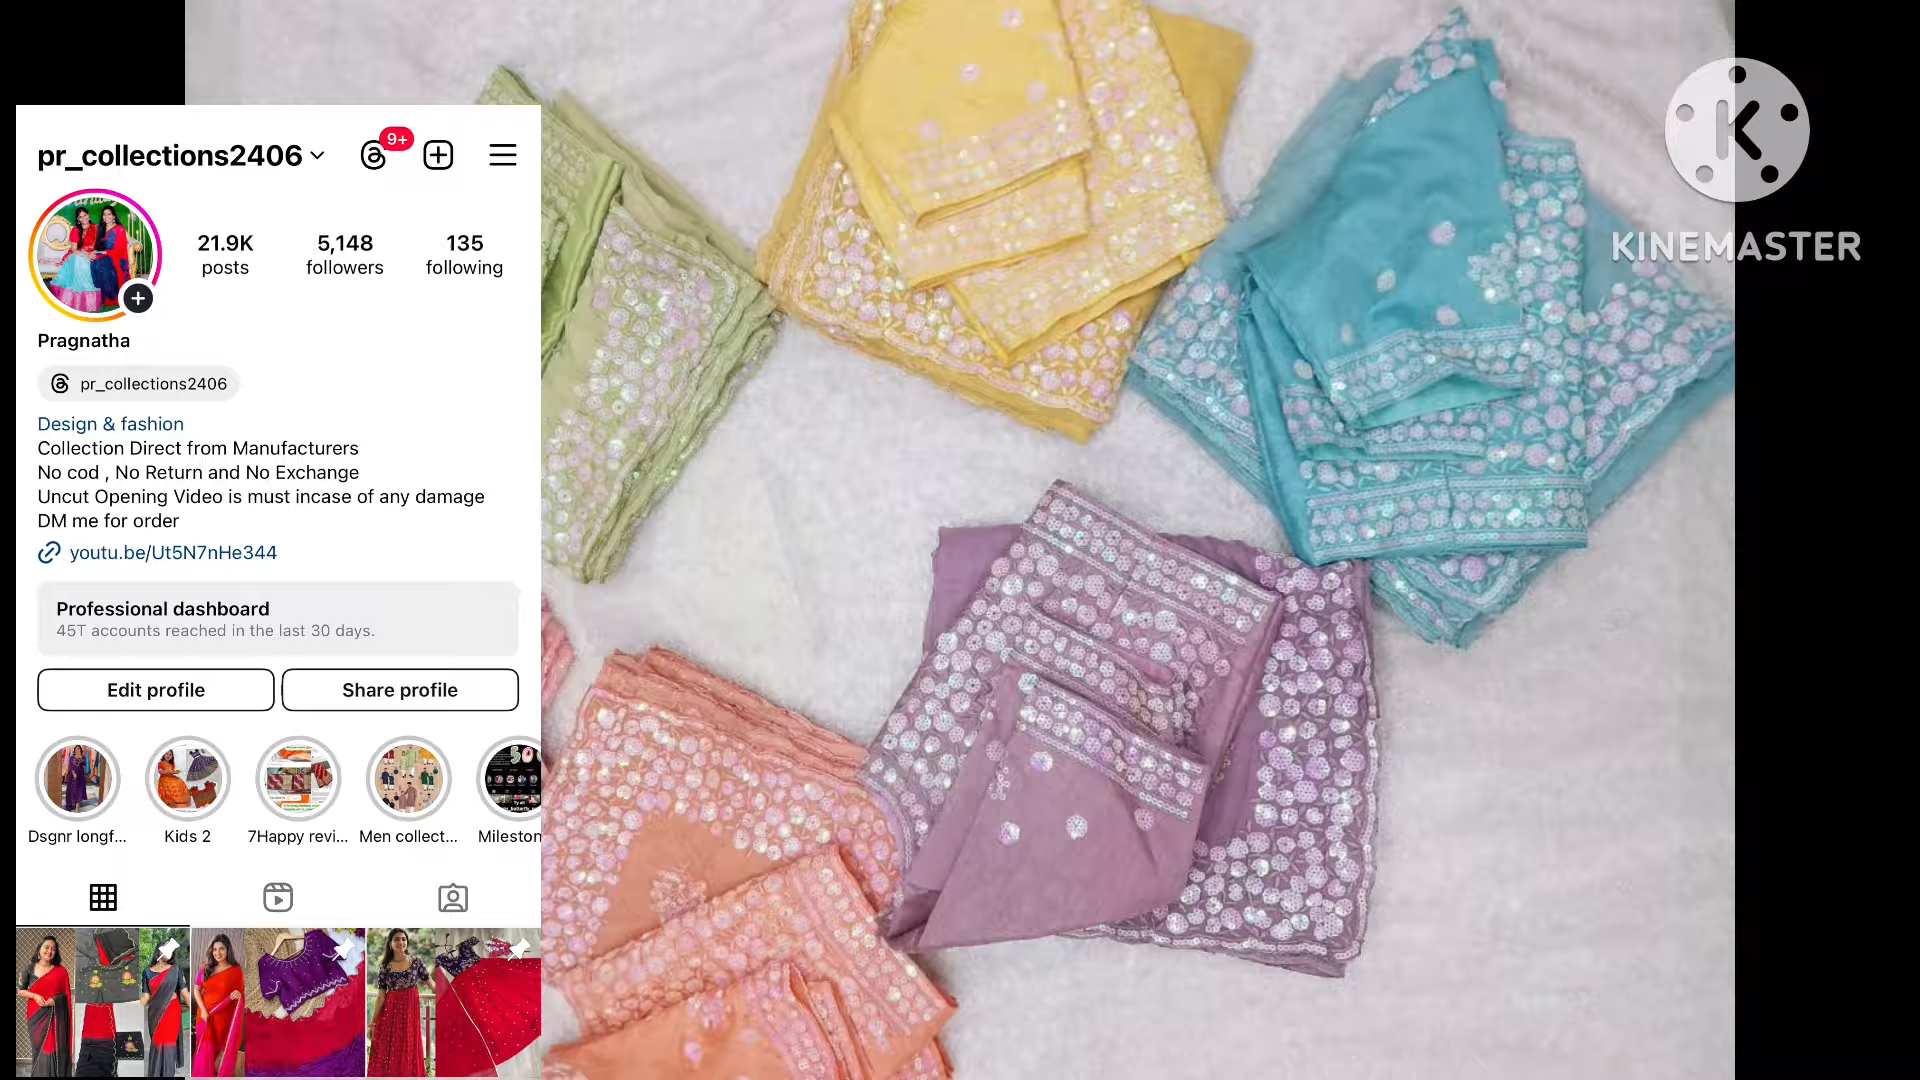 pr_collections2406
9+
21.9K
posts
5,148
followers
135
following
Pragnatha
pr_collections2406
Design & fashion
Collection Direct from Manufacturers
No cod , No Return and No Exchange
Uncut Opening Video is must incase of any damage
DM me for order
youtu.be/Ut5N7nHe344
Professional dashboard
45T accounts reached in the last 30 days.
Edit profile
Share profile
50
Dsgnr longf...
Kids 2
7Happy revi...
Men collect...
Mileston
K
KINEMASTER